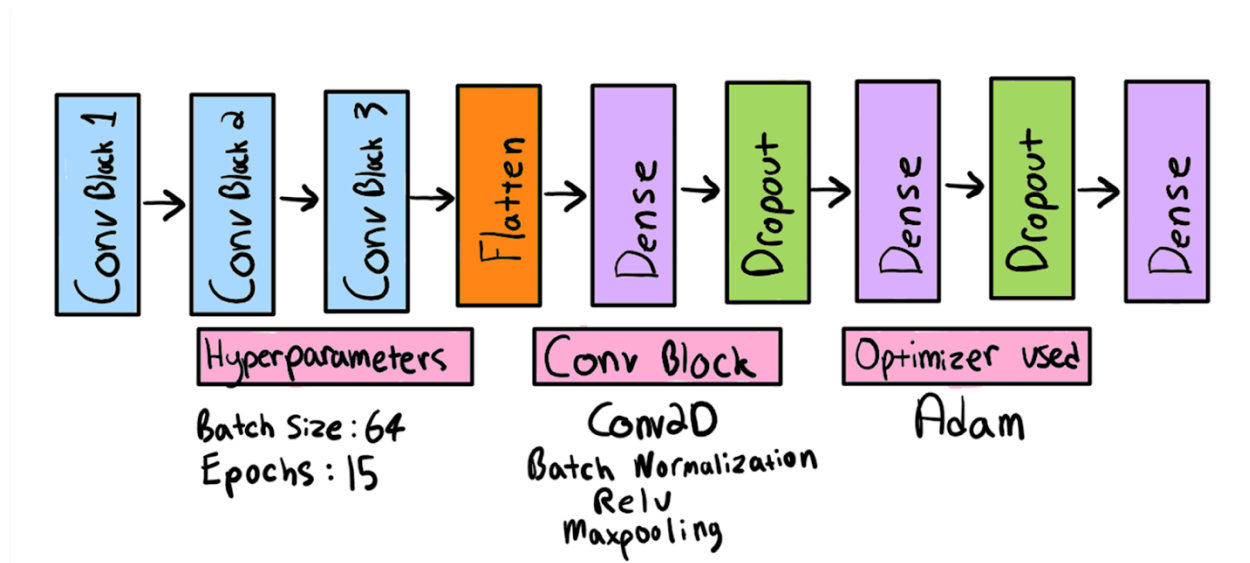 Conv Block 1
Conv Block 2
Conv Block 3
Flatten
Dense
Dropout
Dense
Dropout
Dense
Hyperparameters
Batch Size: 64
Epochs: 15
Conv Block
Conv2D
Batch Normalization
Relu
Maxpooling
Optimizer used
Adam